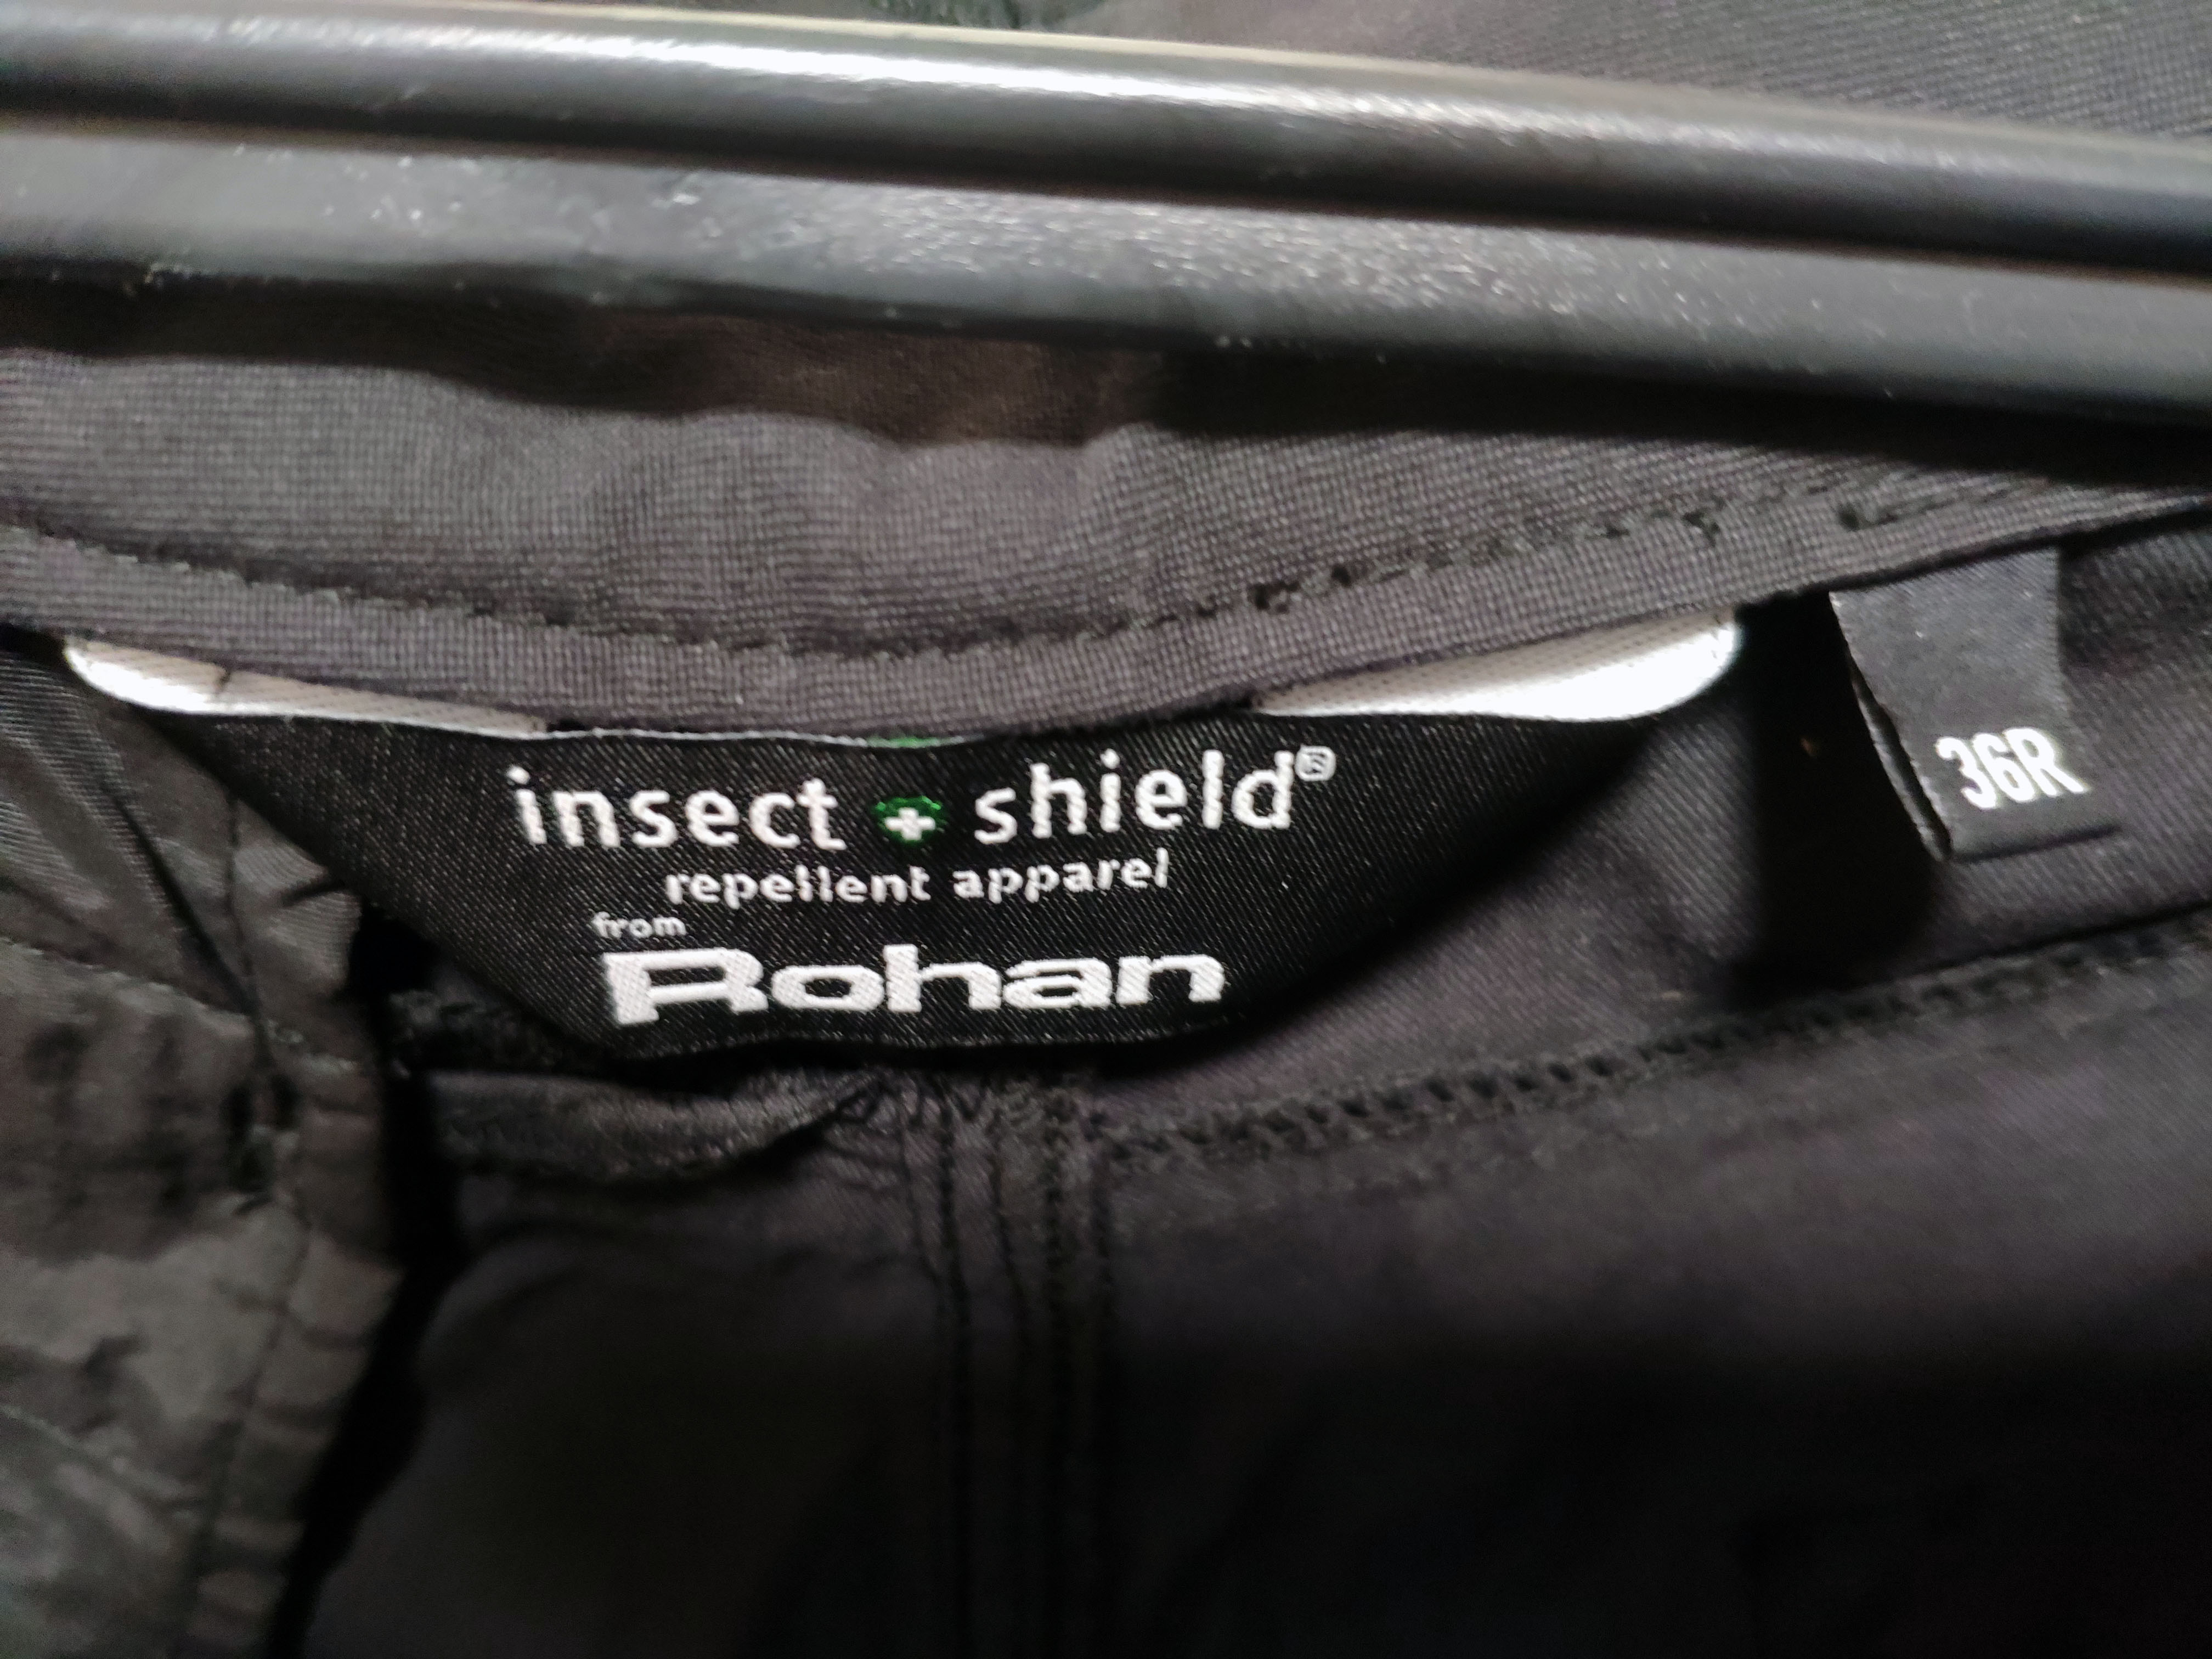 insect + shield®
repellent apparel
from
Rohan
36R